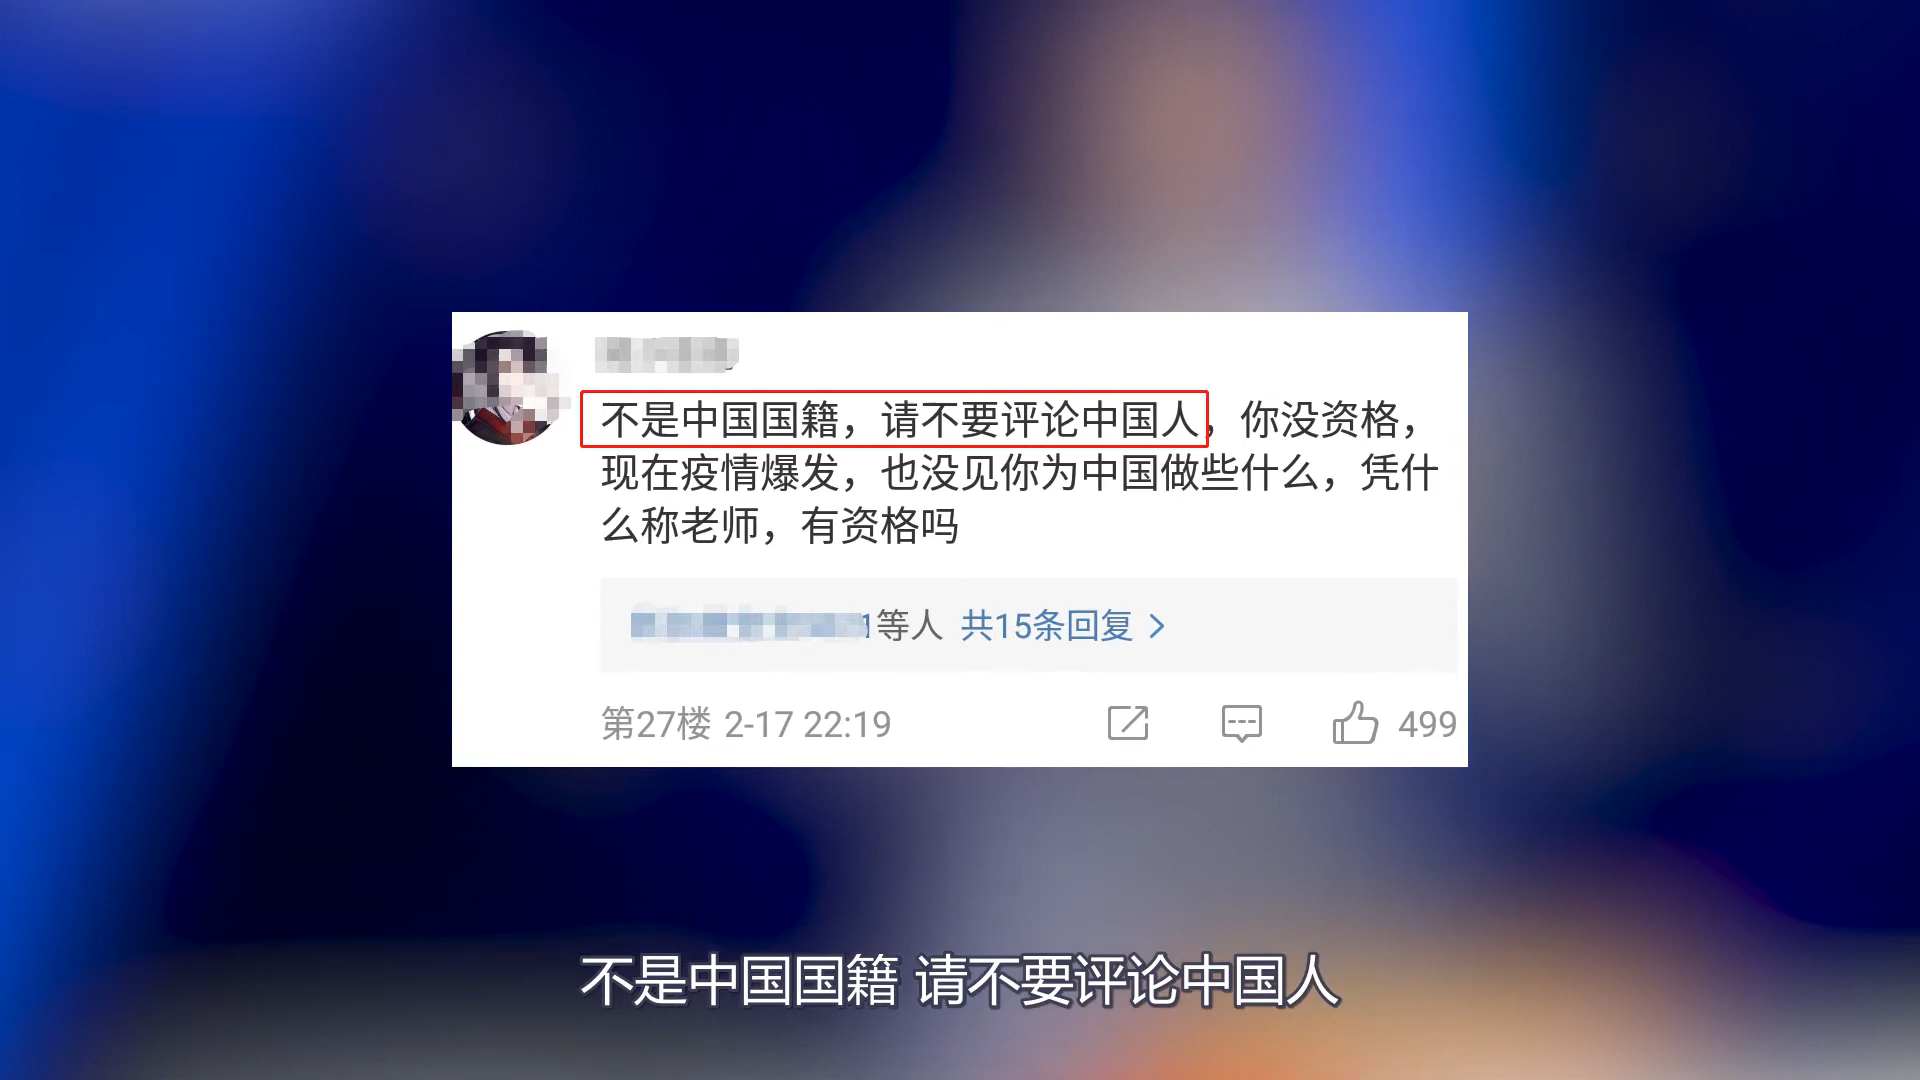 不是中国国籍，请不要评论中国人，你没资格，
现在疫情爆发，也没见你为中国做些什么，凭什
么称老师，有资格吗
1等人 共15条回复 >
第27楼 2-17 22:19 499
不是中国国籍 请不要评论中国人